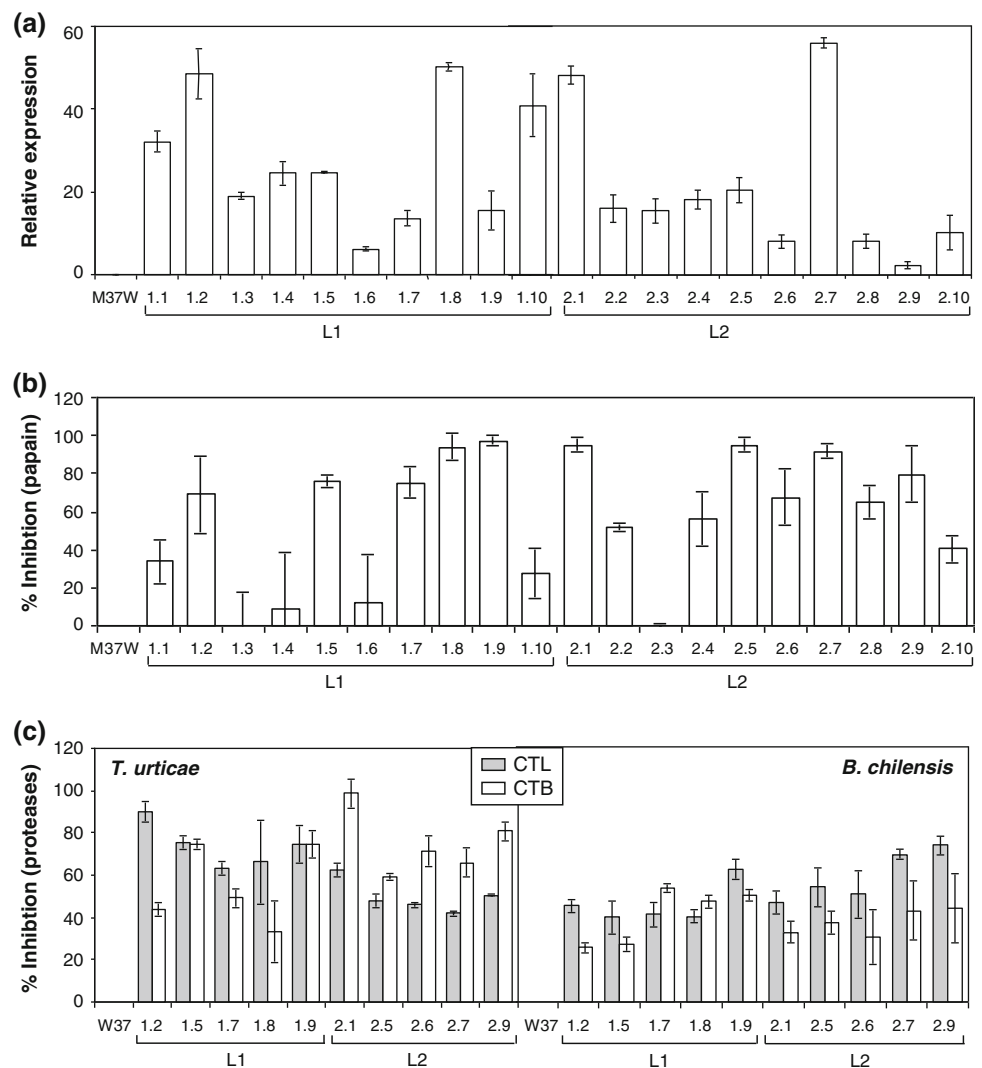 (a)
Relative expression
60
40
20
0
M37W 1.1 1.2 1.3 1.4 1.5 1.6 1.7 1.8 1.9 1.10 2.1 2.2 2.3 2.4 2.5 2.6 2.7 2.8 2.9 2.10
L1 L2
(b)
% Inhibtion (papain)
120
100
80
60
40
20
0
M37W 1.1 1.2 1.3 1.4 1.5 1.6 1.7 1.8 1.9 1.10 2.1 2.2 2.3 2.4 2.5 2.6 2.7 2.8 2.9 2.10
L1 L2
(c)
% Inhibtion (proteases)
120
100
80
60
40
20
0
T. urticae
CTL
CTB
B. chilensis
W37 1.2 1.5 1.7 1.8 1.9 2.1 2.5 2.6 2.7 2.9 W37 1.2 1.5 1.7 1.8 1.9 2.1 2.5 2.6 2.7 2.9
L1 L2 L1 L2